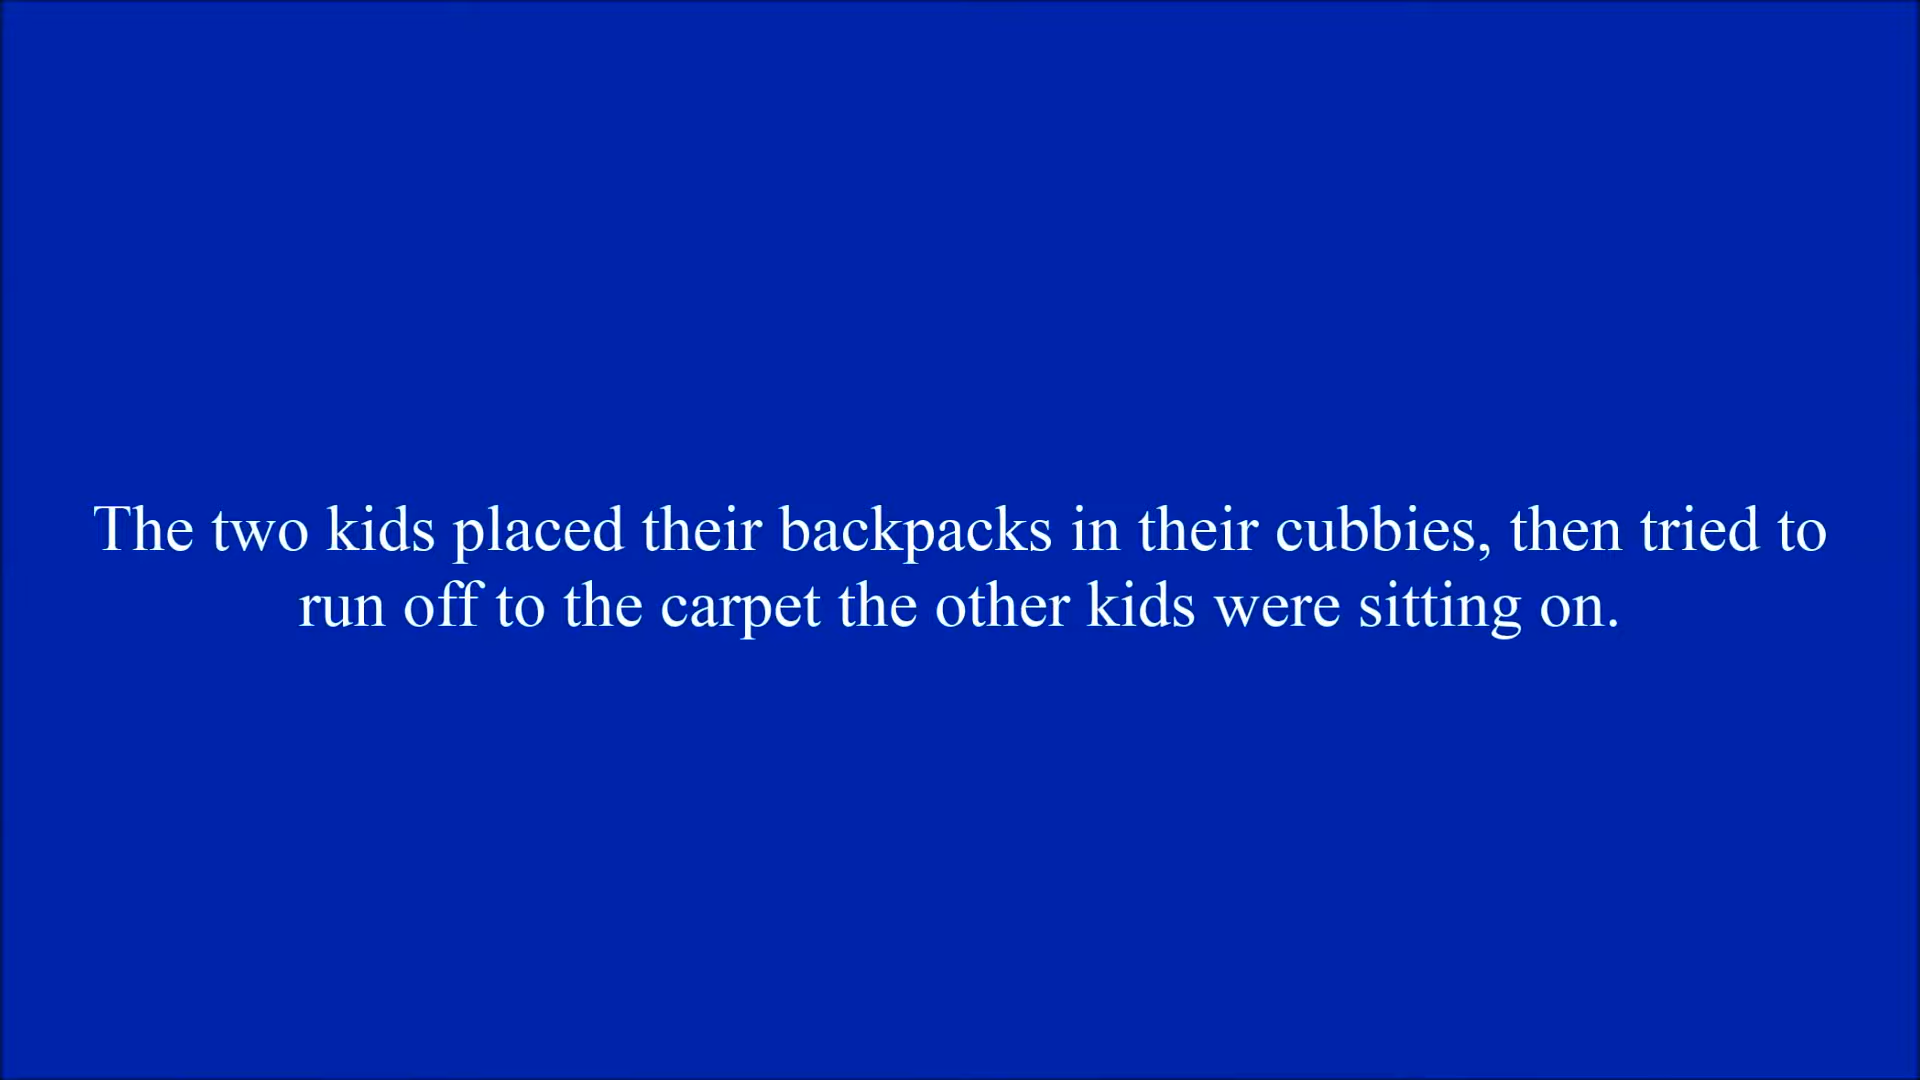 The two kids placed their backpacks in their cubbies, then tried to
run off to the carpet the other kids were sitting on.